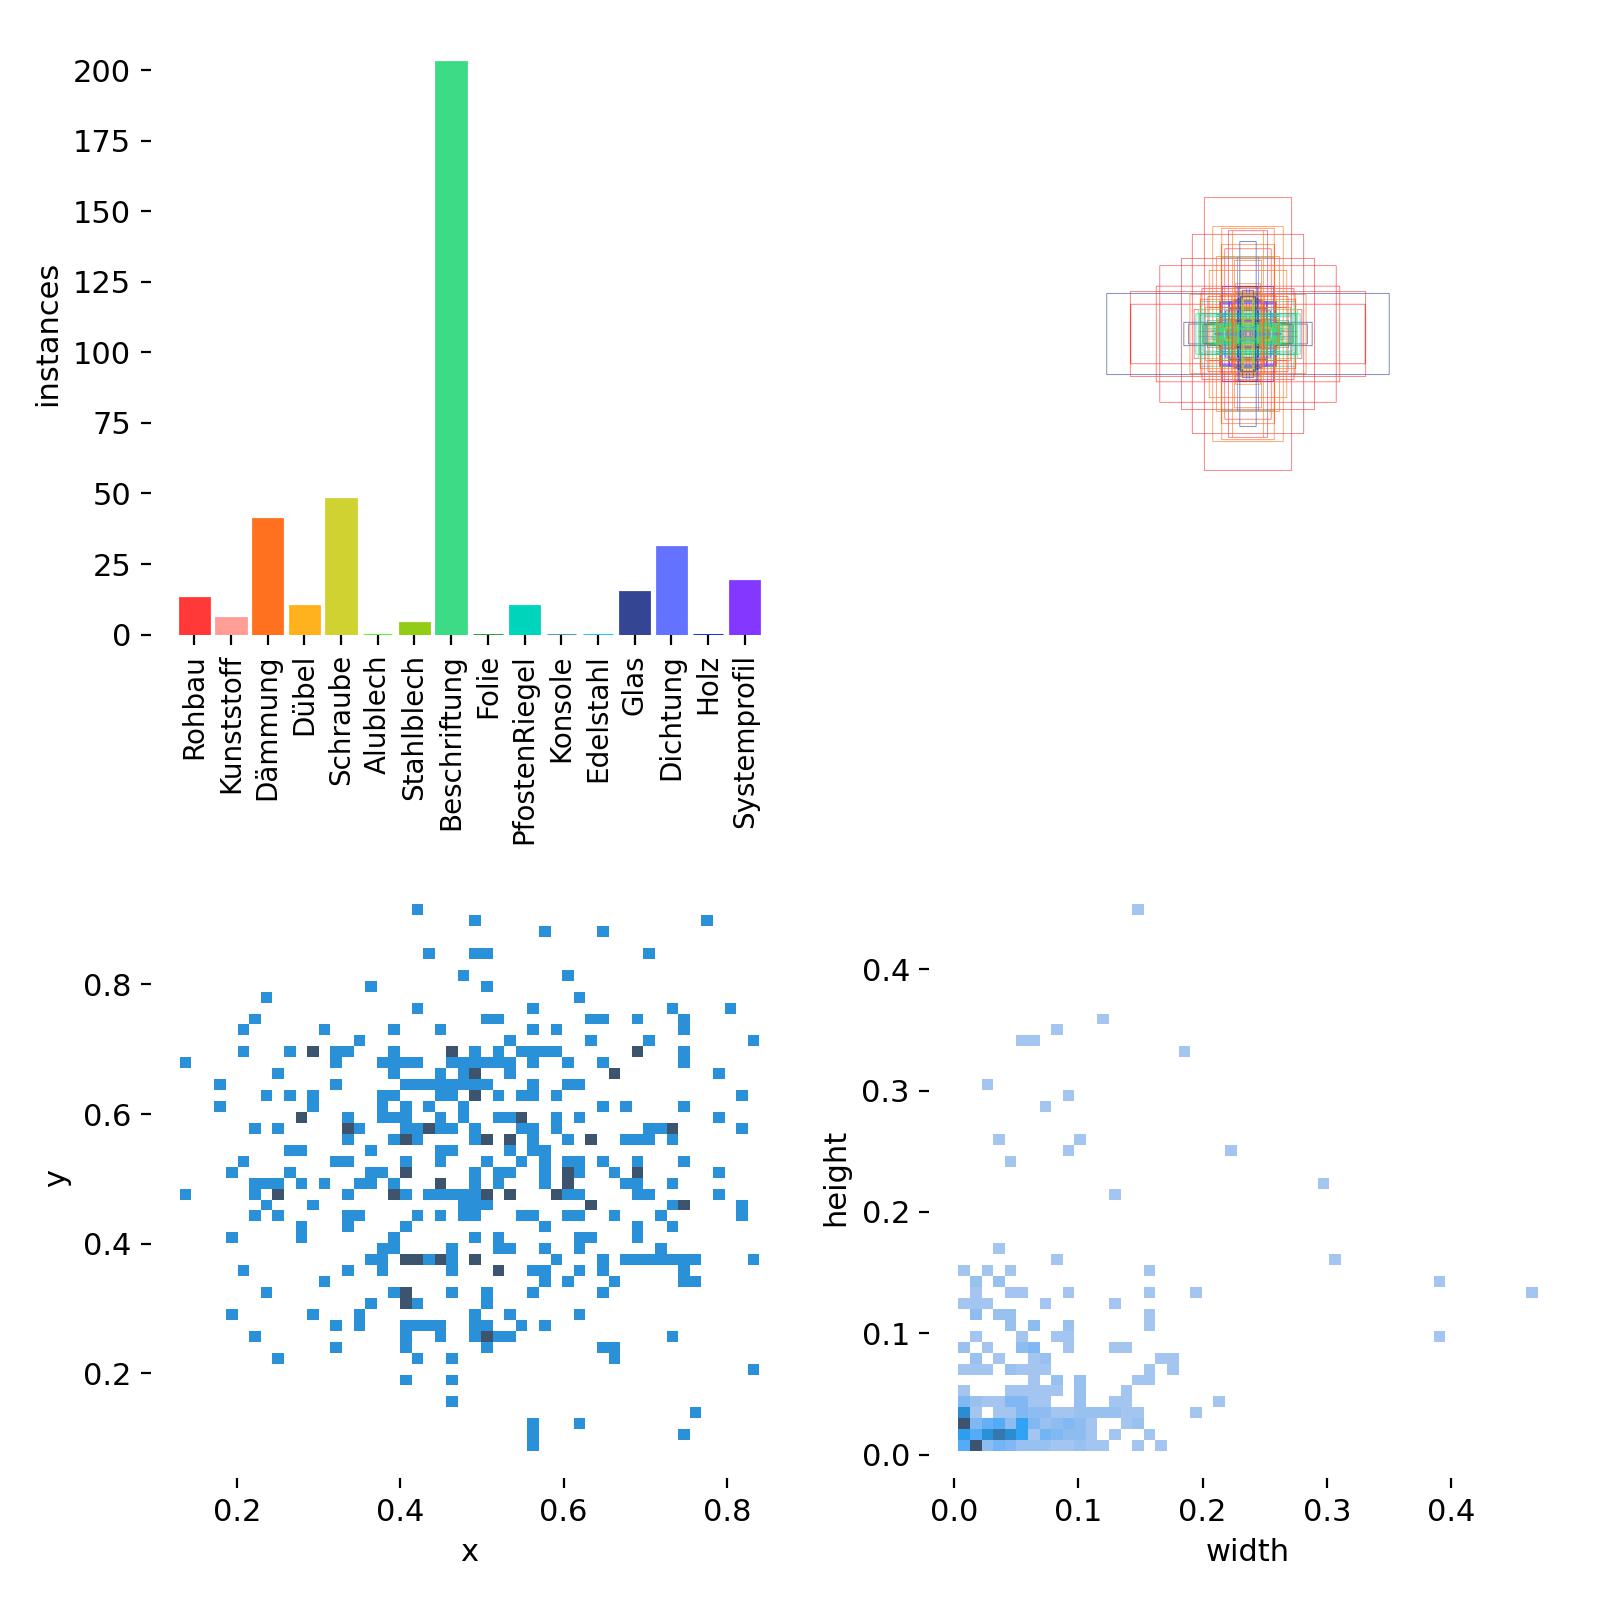 instances
200
175
150
125
100
75
50
25
0
Rohbau
Kunststoff
Dämmung
Dübel
Schraube
Alublech
Stahlblech
Beschriftung
Folie
PfostenRiegel
Konsole
Edelstahl
Glas
Dichtung
Holz
Systemprofil
y
0.8
0.6
0.4
0.2
0.2
0.4
0.6
0.8
x
height
0.4
0.3
0.2
0.1
0.0
0.0
0.1
0.2
0.3
0.4
width